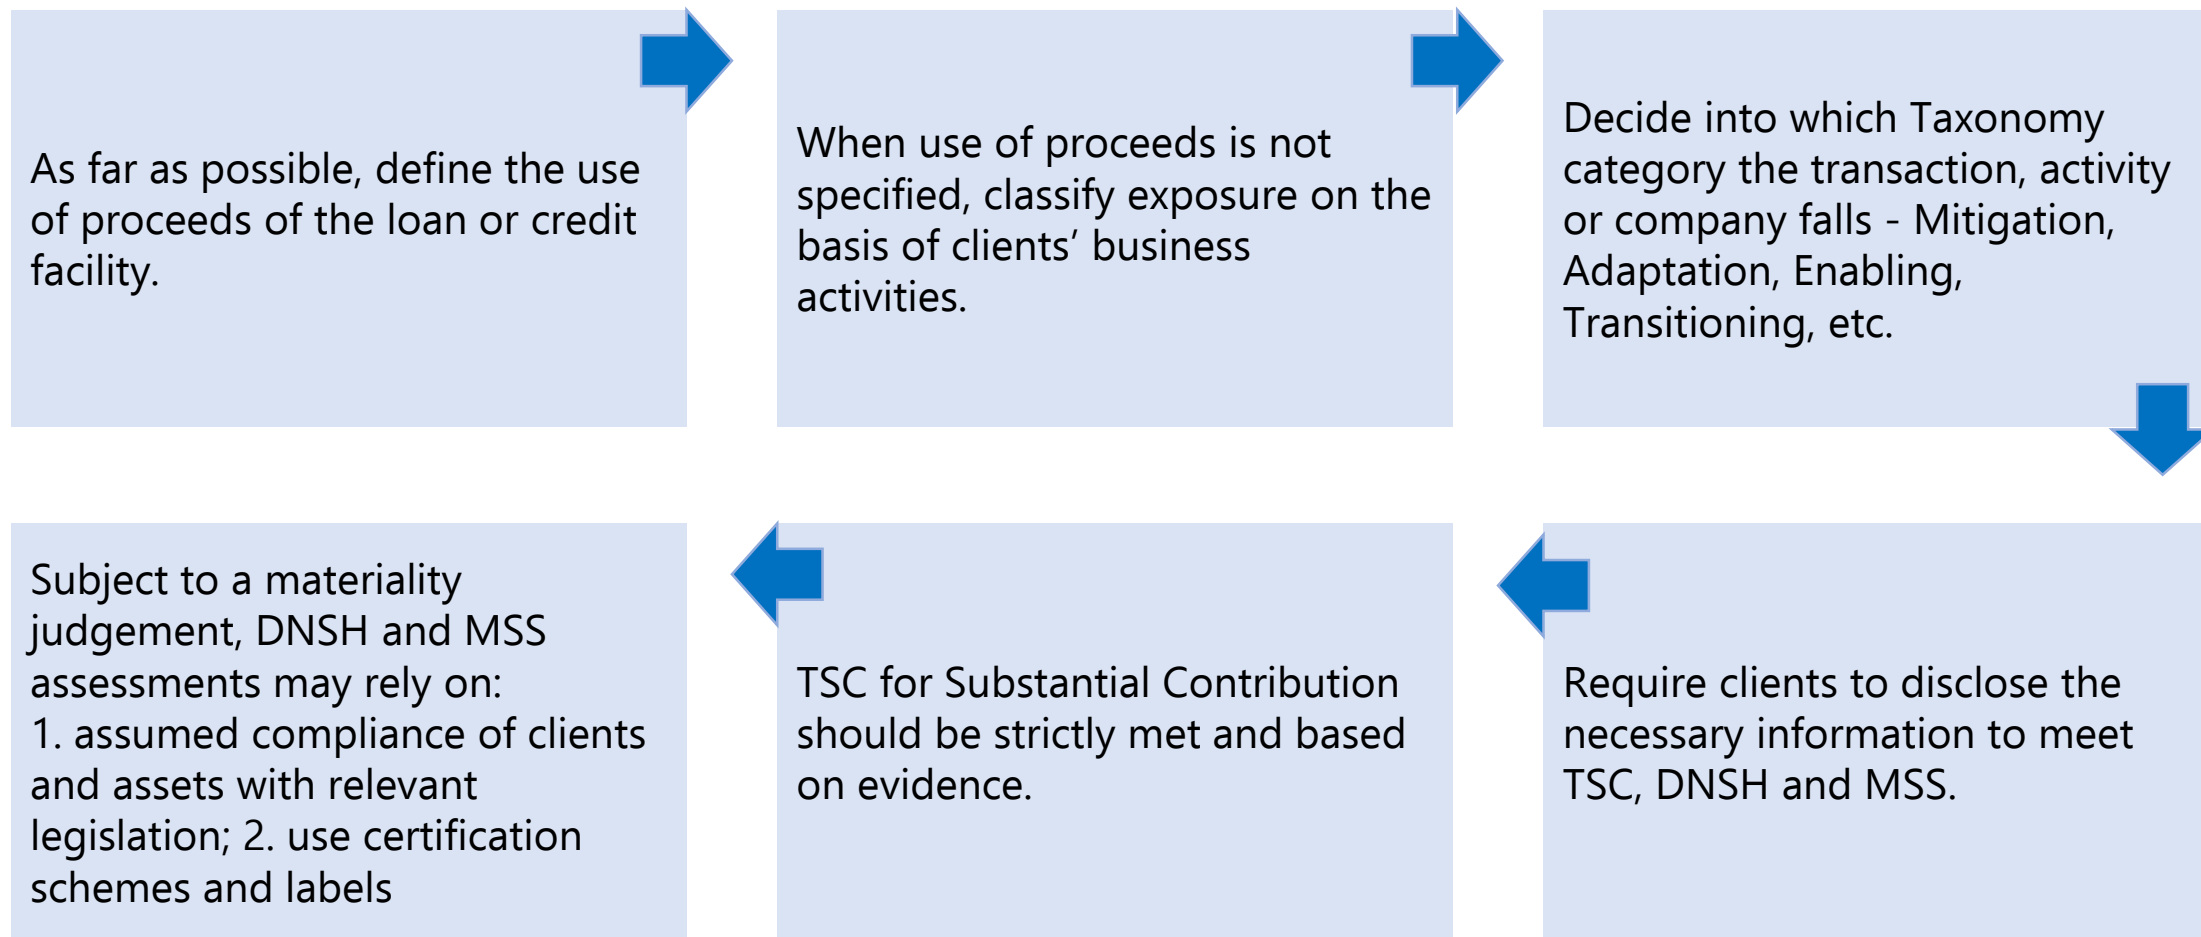 As far as possible, define the use
of proceeds of the loan or credit
facility.
When use of proceeds is not
specified, classify exposure on the
basis of clients’ business
activities.
Decide into which Taxonomy
category the transaction, activity
or company falls - Mitigation,
Adaptation, Enabling,
Transitioning, etc.
Require clients to disclose the
necessary information to meet
TSC, DNSH and MSS.
TSC for Substantial Contribution
should be strictly met and based
on evidence.
Subject to a materiality
judgement, DNSH and MSS
assessments may rely on:
1. assumed compliance of clients
and assets with relevant
legislation; 2. use certification
schemes and labels